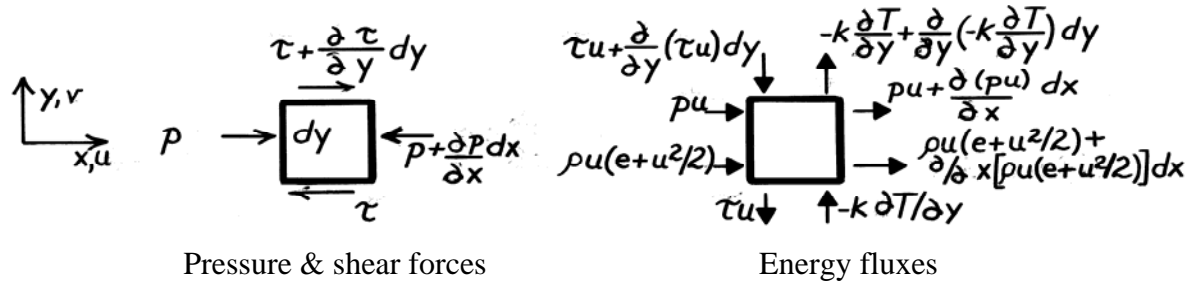 τ + ∂τ/∂y dy
y,v
x,u
p
dy
p + ∂p/∂x dx
τ
τu + ∂/∂y (τu) dy
-k ∂T/∂y + ∂/∂y (-k ∂T/∂y) dy
pu
pu + ∂(pu)/∂x dx
ρu(e+u²/2)
ρu(e+u²/2) +
∂/∂x [ρu(e+u²/2)] dx
τu
-k ∂T/∂y
Pressure & shear forces
Energy fluxes